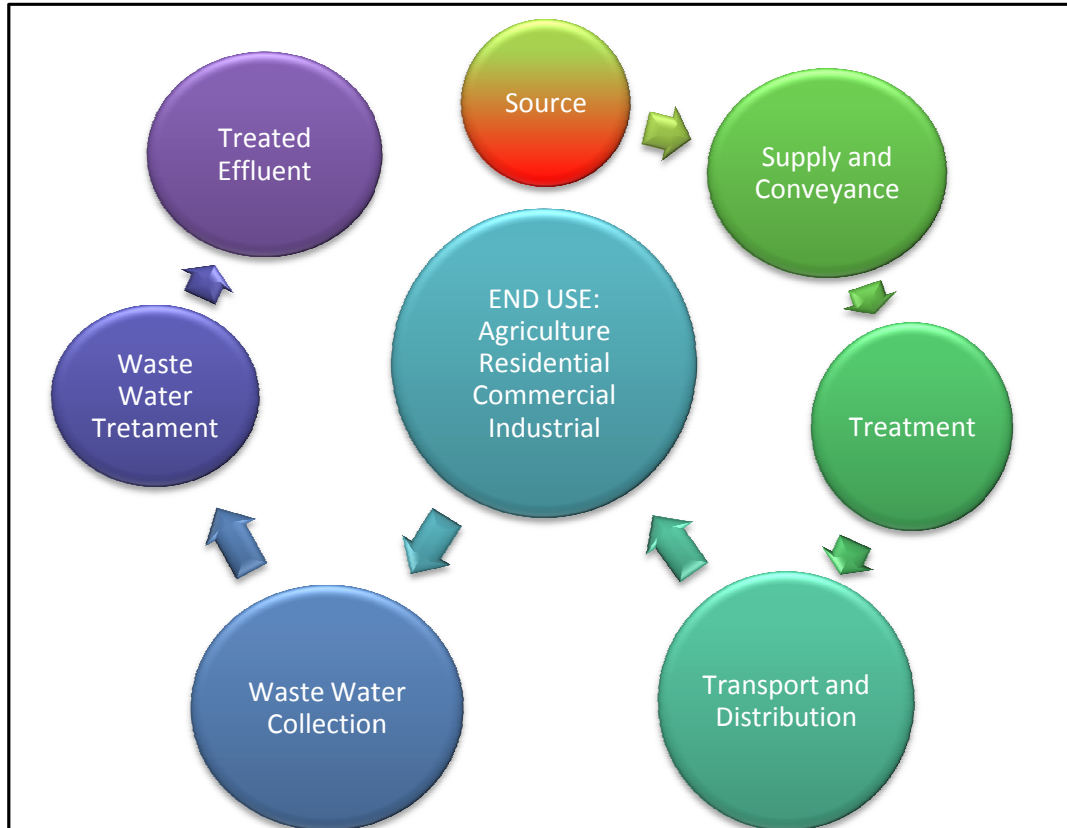 Source
Supply and
Conveyance
Treatment
Transport and
Distribution
END USE:
Agriculture
Residential
Commercial
Industrial
Waste Water
Collection
Waste
Water
Tretament
Treated
Effluent